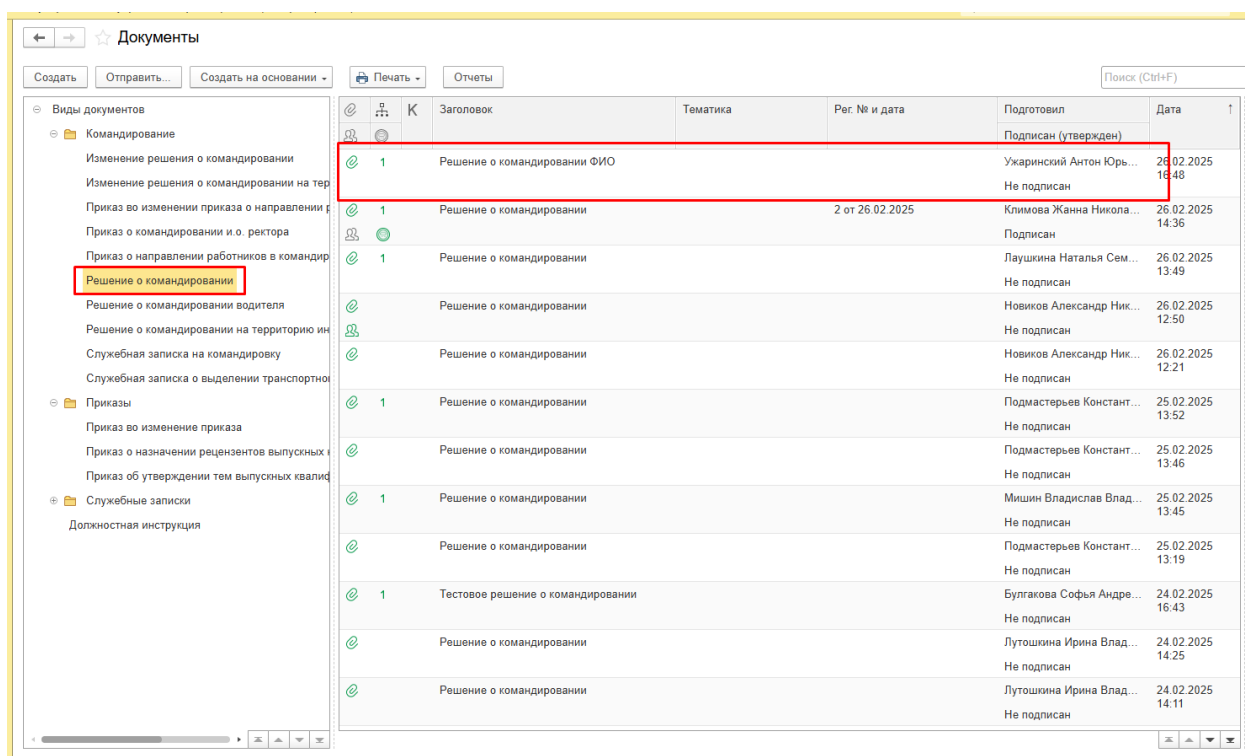 Документы
Создать Отправить... Создать на основании Печать Отчеты Поиск (Ctrl+F)
Виды документов
Командирование
Изменение решения о командировании
Изменение решения о командировании на тер
Приказ во изменении приказа о направлении р
Приказ о командировании и.о. ректора
Приказ о направлении работников в командир
Решение о командировании
Решение о командировании водителя
Решение о командировании на территорию ин
Служебная записка на командировку
Служебная записка о выделении транспортно
Приказы
Приказ во изменение приказа
Приказ о назначении рецензентов выпускных
Приказ об утверждении тем выпускных квалиф
Служебные записки
Должностная инструкция
К Заголовок Тематика Рег. № и дата Подготовил Дата ↑
Подписан (утвержден)
1 Решение о командировании ФИО Ужаринский Антон Юрь... 26.02.2025
16:48
Не подписан
1 Решение о командировании 2 от 26.02.2025 Климова Жанна Никола... 26.02.2025
14:36
Подписан
1 Решение о командировании Лаушкина Наталья Сем... 26.02.2025
13:49
Не подписан
Решение о командировании Новиков Александр Ник... 26.02.2025
12:50
Не подписан
Решение о командировании Новиков Александр Ник... 26.02.2025
12:21
Не подписан
1 Решение о командировании Подмастерьев Констант... 25.02.2025
13:52
Не подписан
Решение о командировании Подмастерьев Констант... 25.02.2025
13:46
Не подписан
1 Решение о командировании Мишин Владислав Влад... 25.02.2025
13:45
Не подписан
Решение о командировании Подмастерьев Констант... 25.02.2025
13:19
Не подписан
1 Тестовое решение о командировании Булгакова Софья Андре... 24.02.2025
16:43
Не подписан
Решение о командировании Лутошкина Ирина Влад... 24.02.2025
14:25
Не подписан
Решение о командировании Лутошкина Ирина Влад... 24.02.2025
14:11
Не подписан